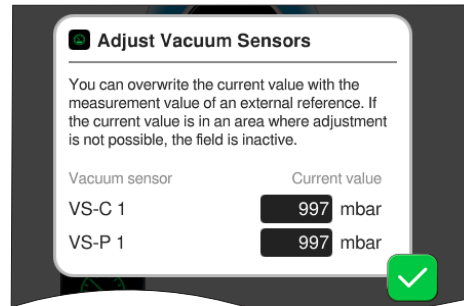 Adjust Vacuum Sensors
You can overwrite the current value with the
measurement value of an external reference. If
the current value is in an area where adjustment
is not possible, the field is inactive.
Vacuum sensor Current value
VS-C 1 997 mbar
VS-P 1 997 mbar